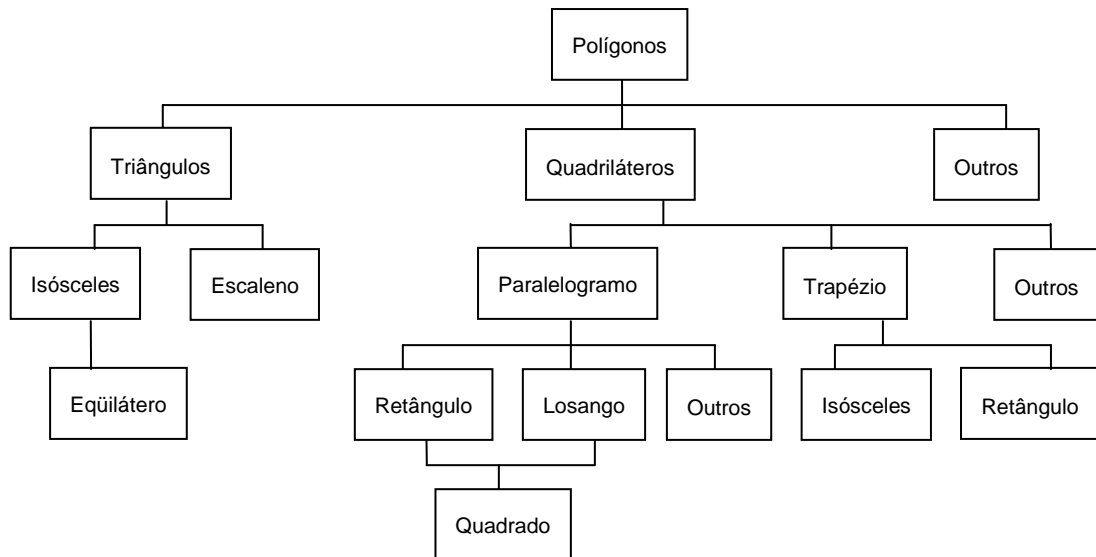 Polígonos
Triângulos
Quadriláteros
Outros
Isósceles
Escaleno
Paralelogramo
Trapézio
Outros
Eqüilátero
Retângulo
Losango
Outros
Isósceles
Retângulo
Quadrado